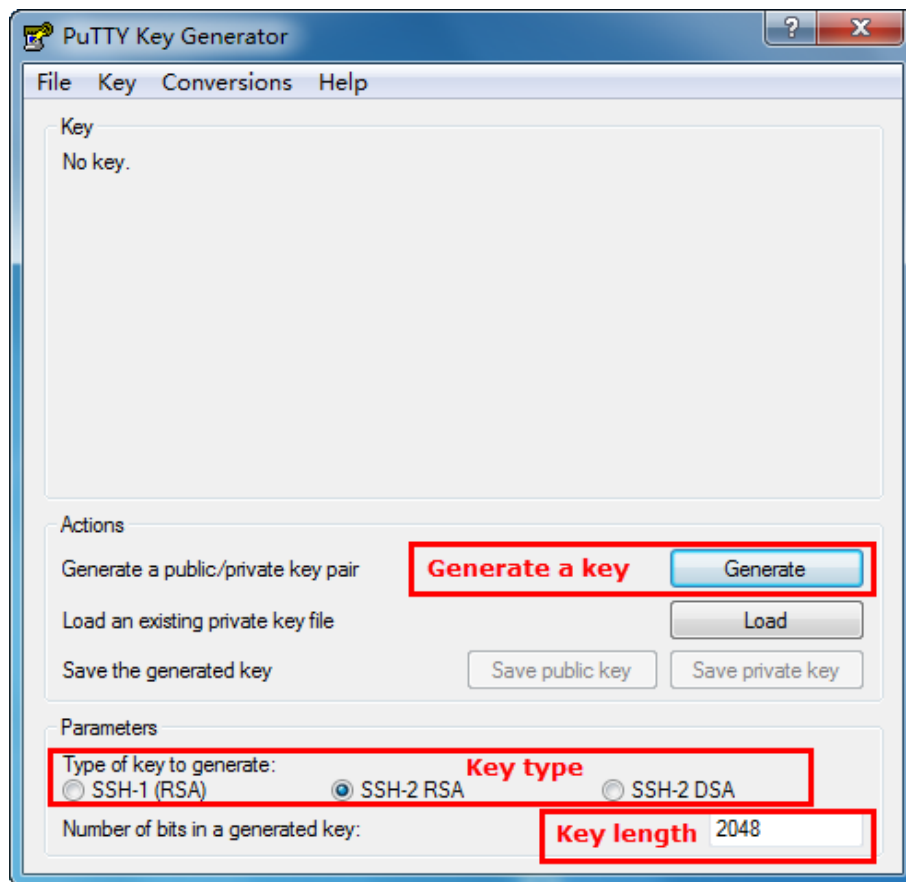 PuTTY Key Generator
?
X
File Key Conversions Help
Key
No key.
Actions
Generate a public/private key pair Generate a key Generate
Load an existing private key file Load
Save the generated key Save public key Save private key
Parameters
Type of key to generate: Key type
SSH-1 (RSA) SSH-2 RSA SSH-2 DSA
Number of bits in a generated key: Key length 2048